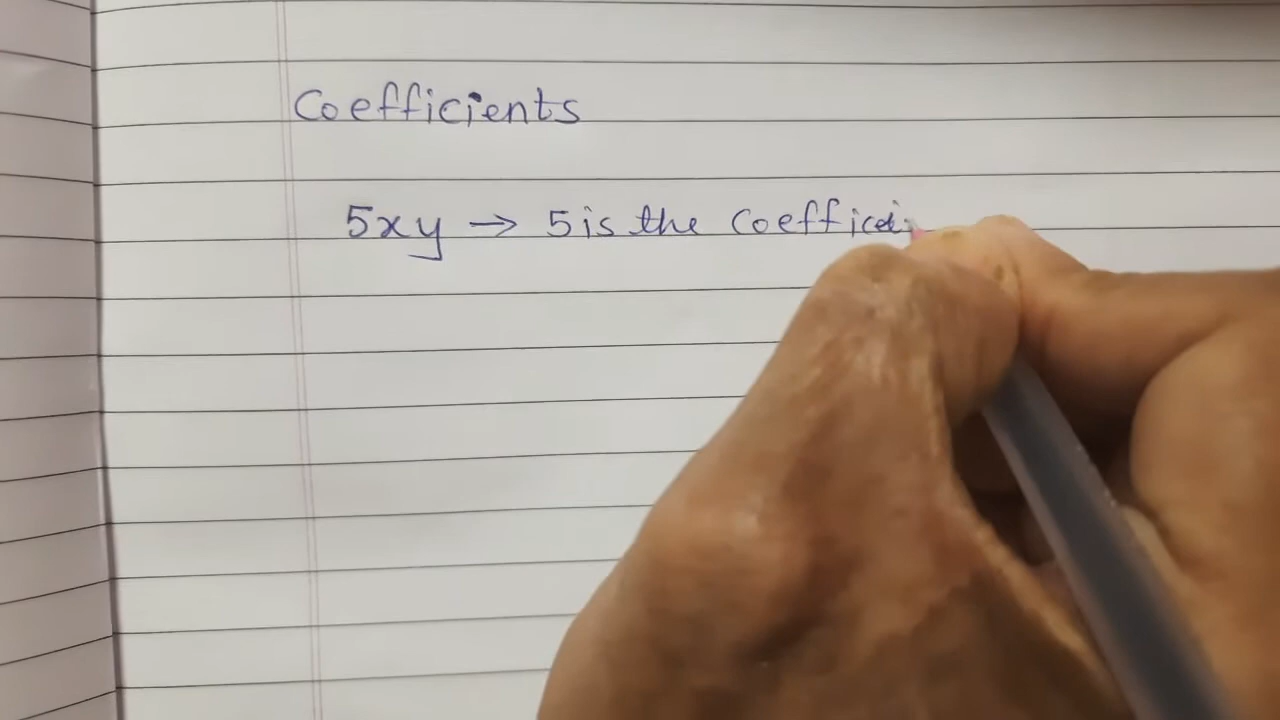 Coefficients
5xy → 5 is the